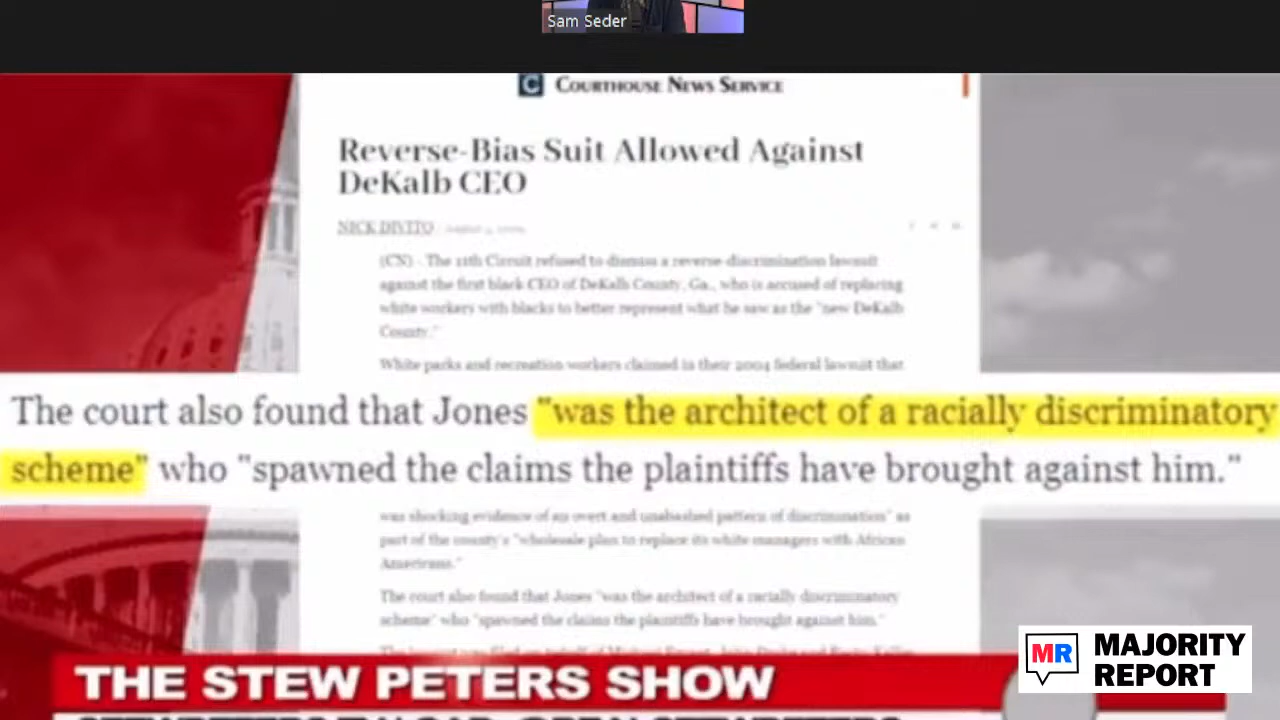 Sam Seder
C COURTHOUSE NEWS SERVICE
Reverse-Bias Suit Allowed Against
DeKalb CEO
NICK DIVITO
(CN) - The 11th Circuit refused to dismiss a reverse-discrimination lawsuit
against the first black CEO of DeKalb County, Ga., who is accused of replacing
white workers with blacks to better represent what he saw as the "new DeKalb
County."
White parks and recreation workers claimed in their 2004 federal lawsuit that
The court also found that Jones "was the architect of a racially discriminatory
scheme" who "spawned the claims the plaintiffs have brought against him."
was shocking evidence of an overt and unabashed pattern of discrimination" as
part of the county's "wholesale plan to replace its white managers with African
Americans."
The court also found that Jones "was the architect of a racially discriminatory
scheme" who "spawned the claims the plaintiffs have brought against him."
THE STEW PETERS SHOW
MR MAJORITY
REPORT